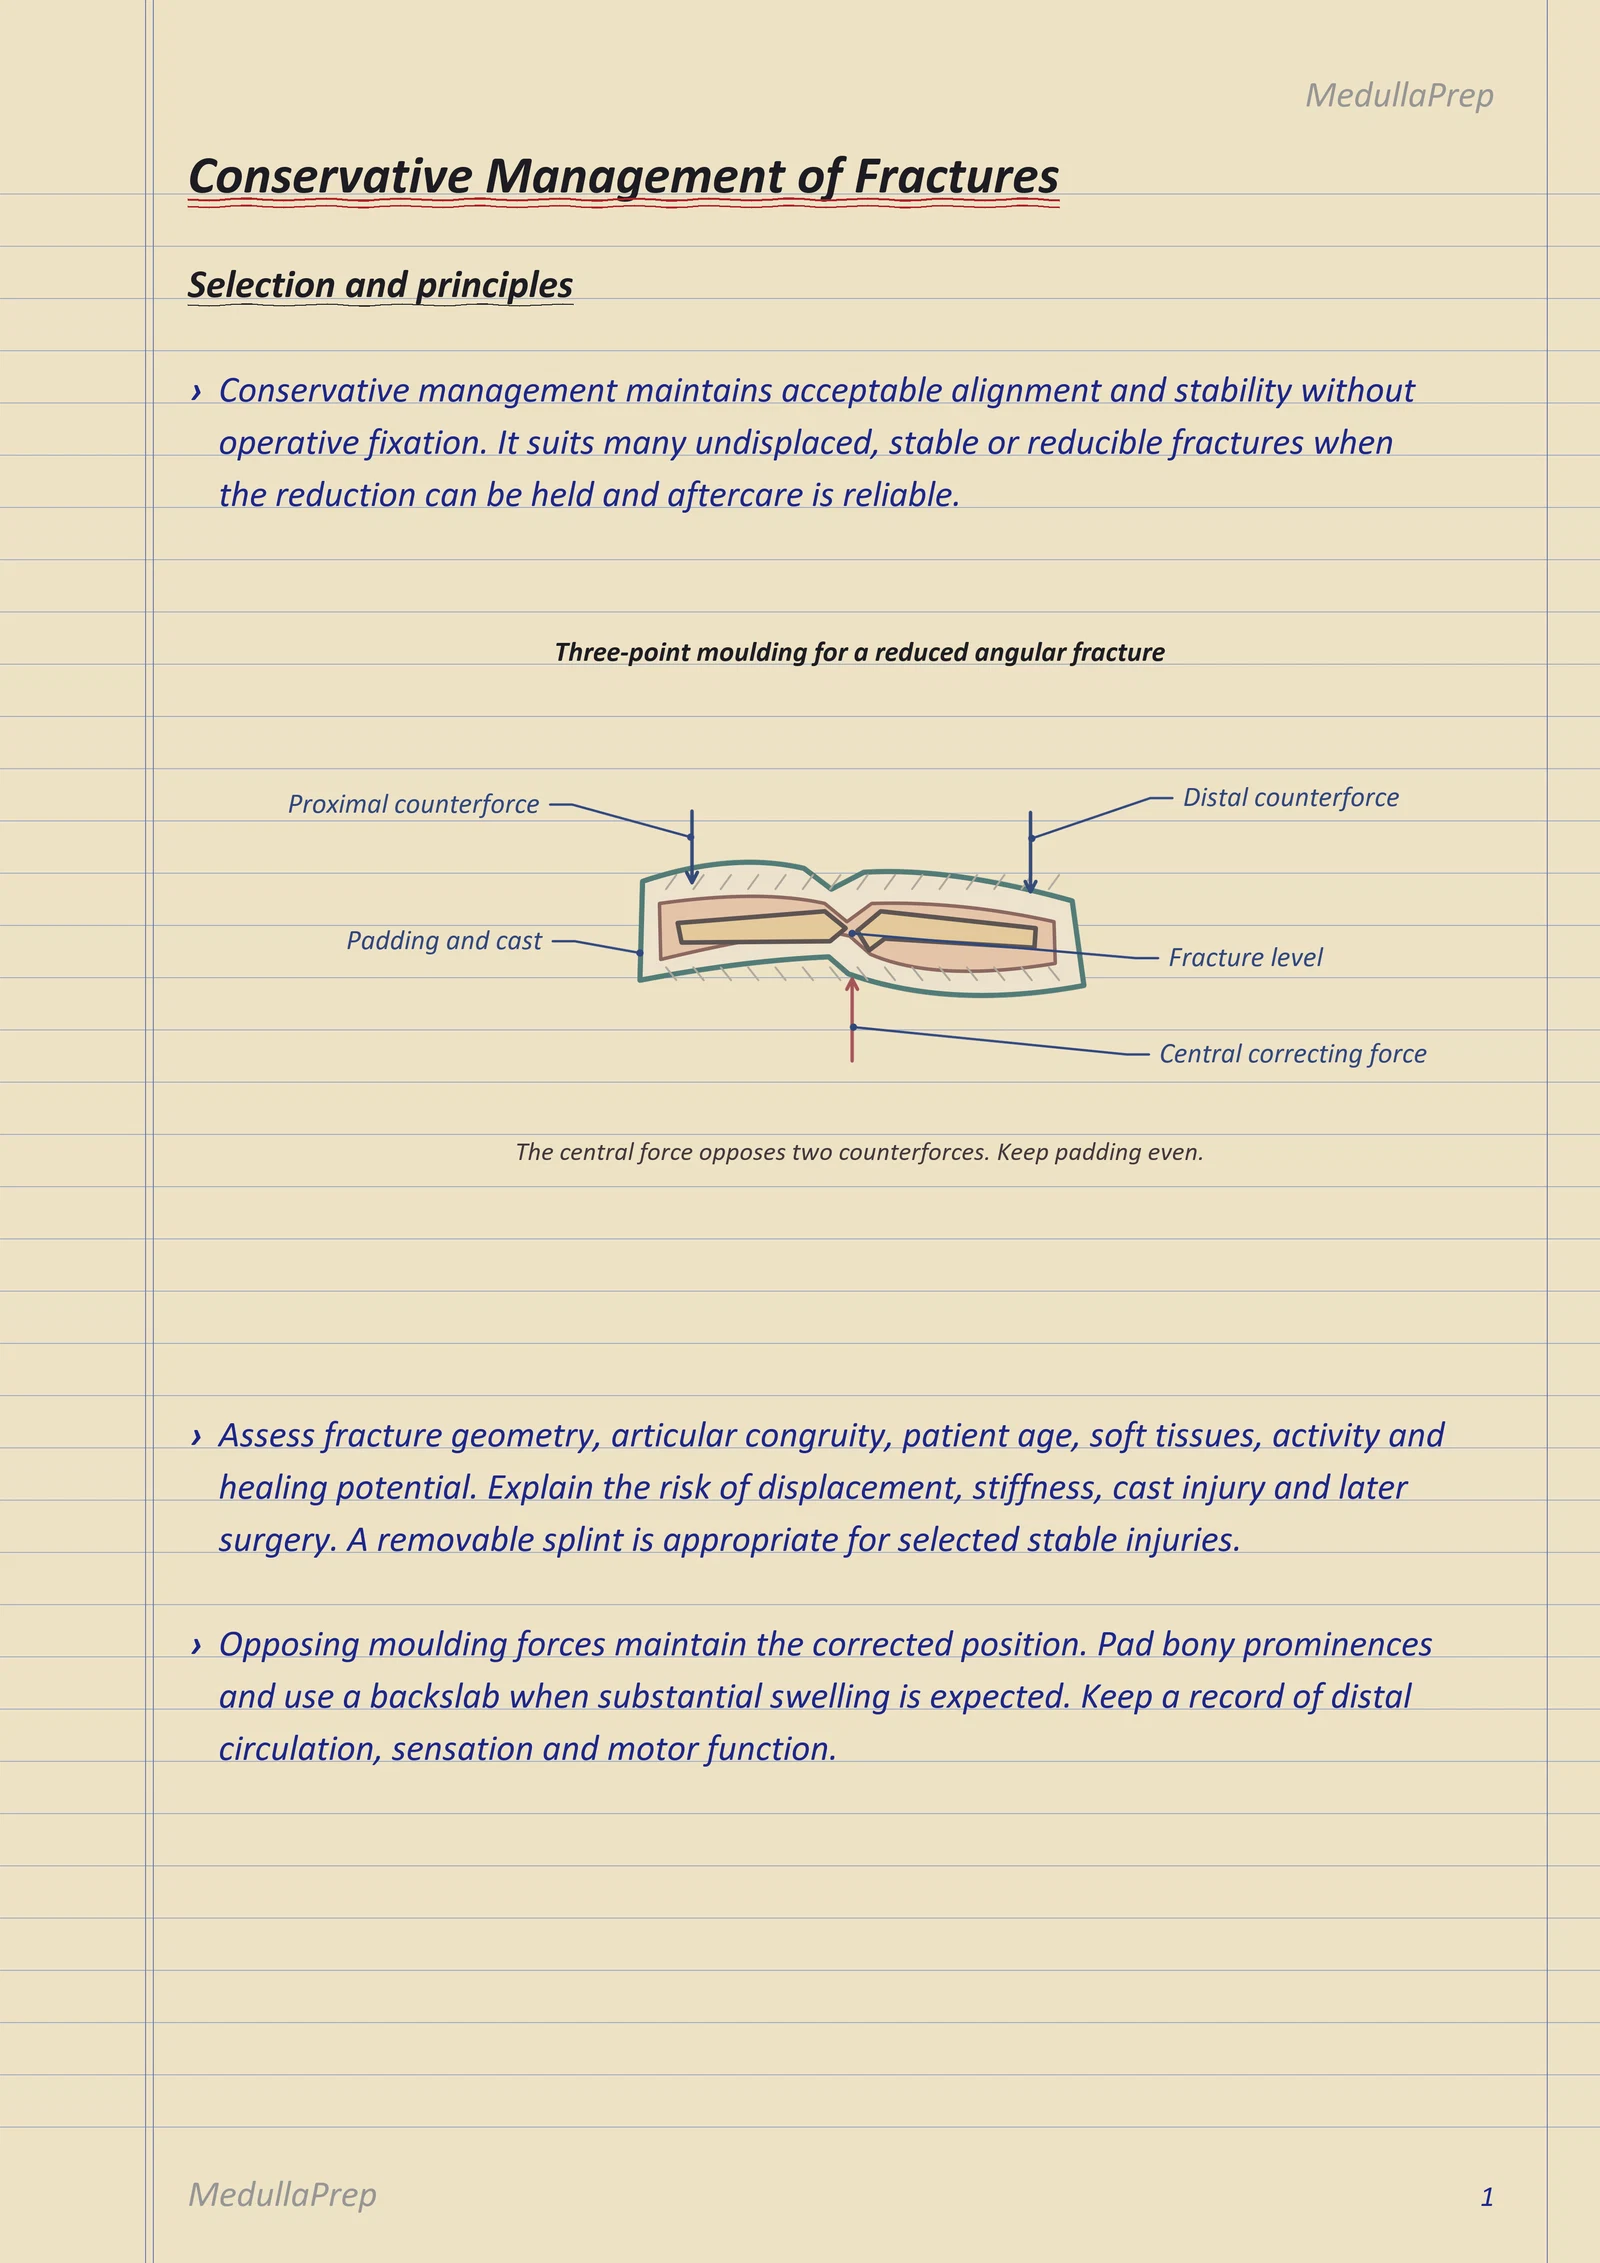 MedullaPrep
Conservative Management of Fractures
Selection and principles
› Conservative management maintains acceptable alignment and stability without
operative fixation. It suits many undisplaced, stable or reducible fractures when
the reduction can be held and aftercare is reliable.
Three-point moulding for a reduced angular fracture
Proximal counterforce
Distal counterforce
Padding and cast
Fracture level
Central correcting force
The central force opposes two counterforces. Keep padding even.
› Assess fracture geometry, articular congruity, patient age, soft tissues, activity and
healing potential. Explain the risk of displacement, stiffness, cast injury and later
surgery. A removable splint is appropriate for selected stable injuries.
› Opposing moulding forces maintain the corrected position. Pad bony prominences
and use a backslab when substantial swelling is expected. Keep a record of distal
circulation, sensation and motor function.
MedullaPrep
1